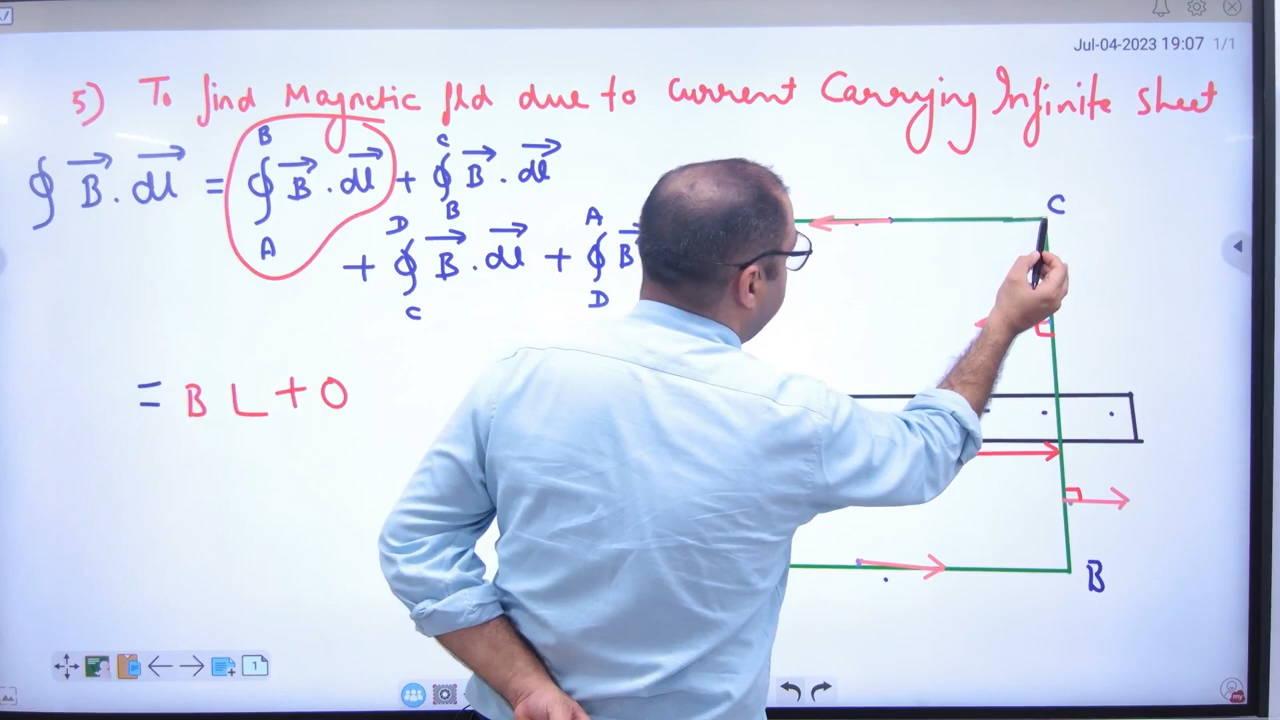 Jul-04-2023 19:07 1/1
5) To find Magnetic fld due to current Carrying Infinite sheet
∮ B⃗ . dl⃗ = ∮_A^B B⃗ . dl⃗ + ∮_B^C B⃗ . dl⃗
+ ∮_C^D B⃗ . dl⃗ + ∮_D^A B⃗
= B L + 0
C
B
1